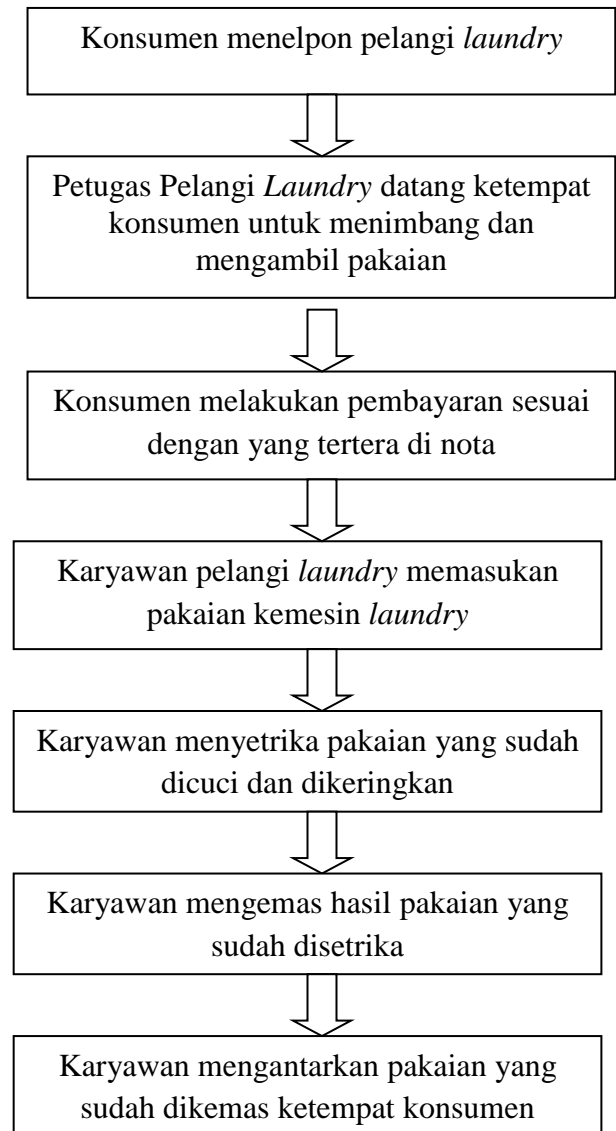 Konsumen menelpon pelangi laundry
Petugas Pelangi Laundry datang ketempat
konsumen untuk menimbang dan
mengambil pakaian
Konsumen melakukan pembayaran sesuai
dengan yang tertera di nota
Karyawan pelangi laundry memasukan
pakaian kemesin laundry
Karyawan menyetrika pakaian yang sudah
dicuci dan dikeringkan
Karyawan mengemas hasil pakaian yang
sudah disetrika
Karyawan mengantarkan pakaian yang
sudah dikemas ketempat konsumen